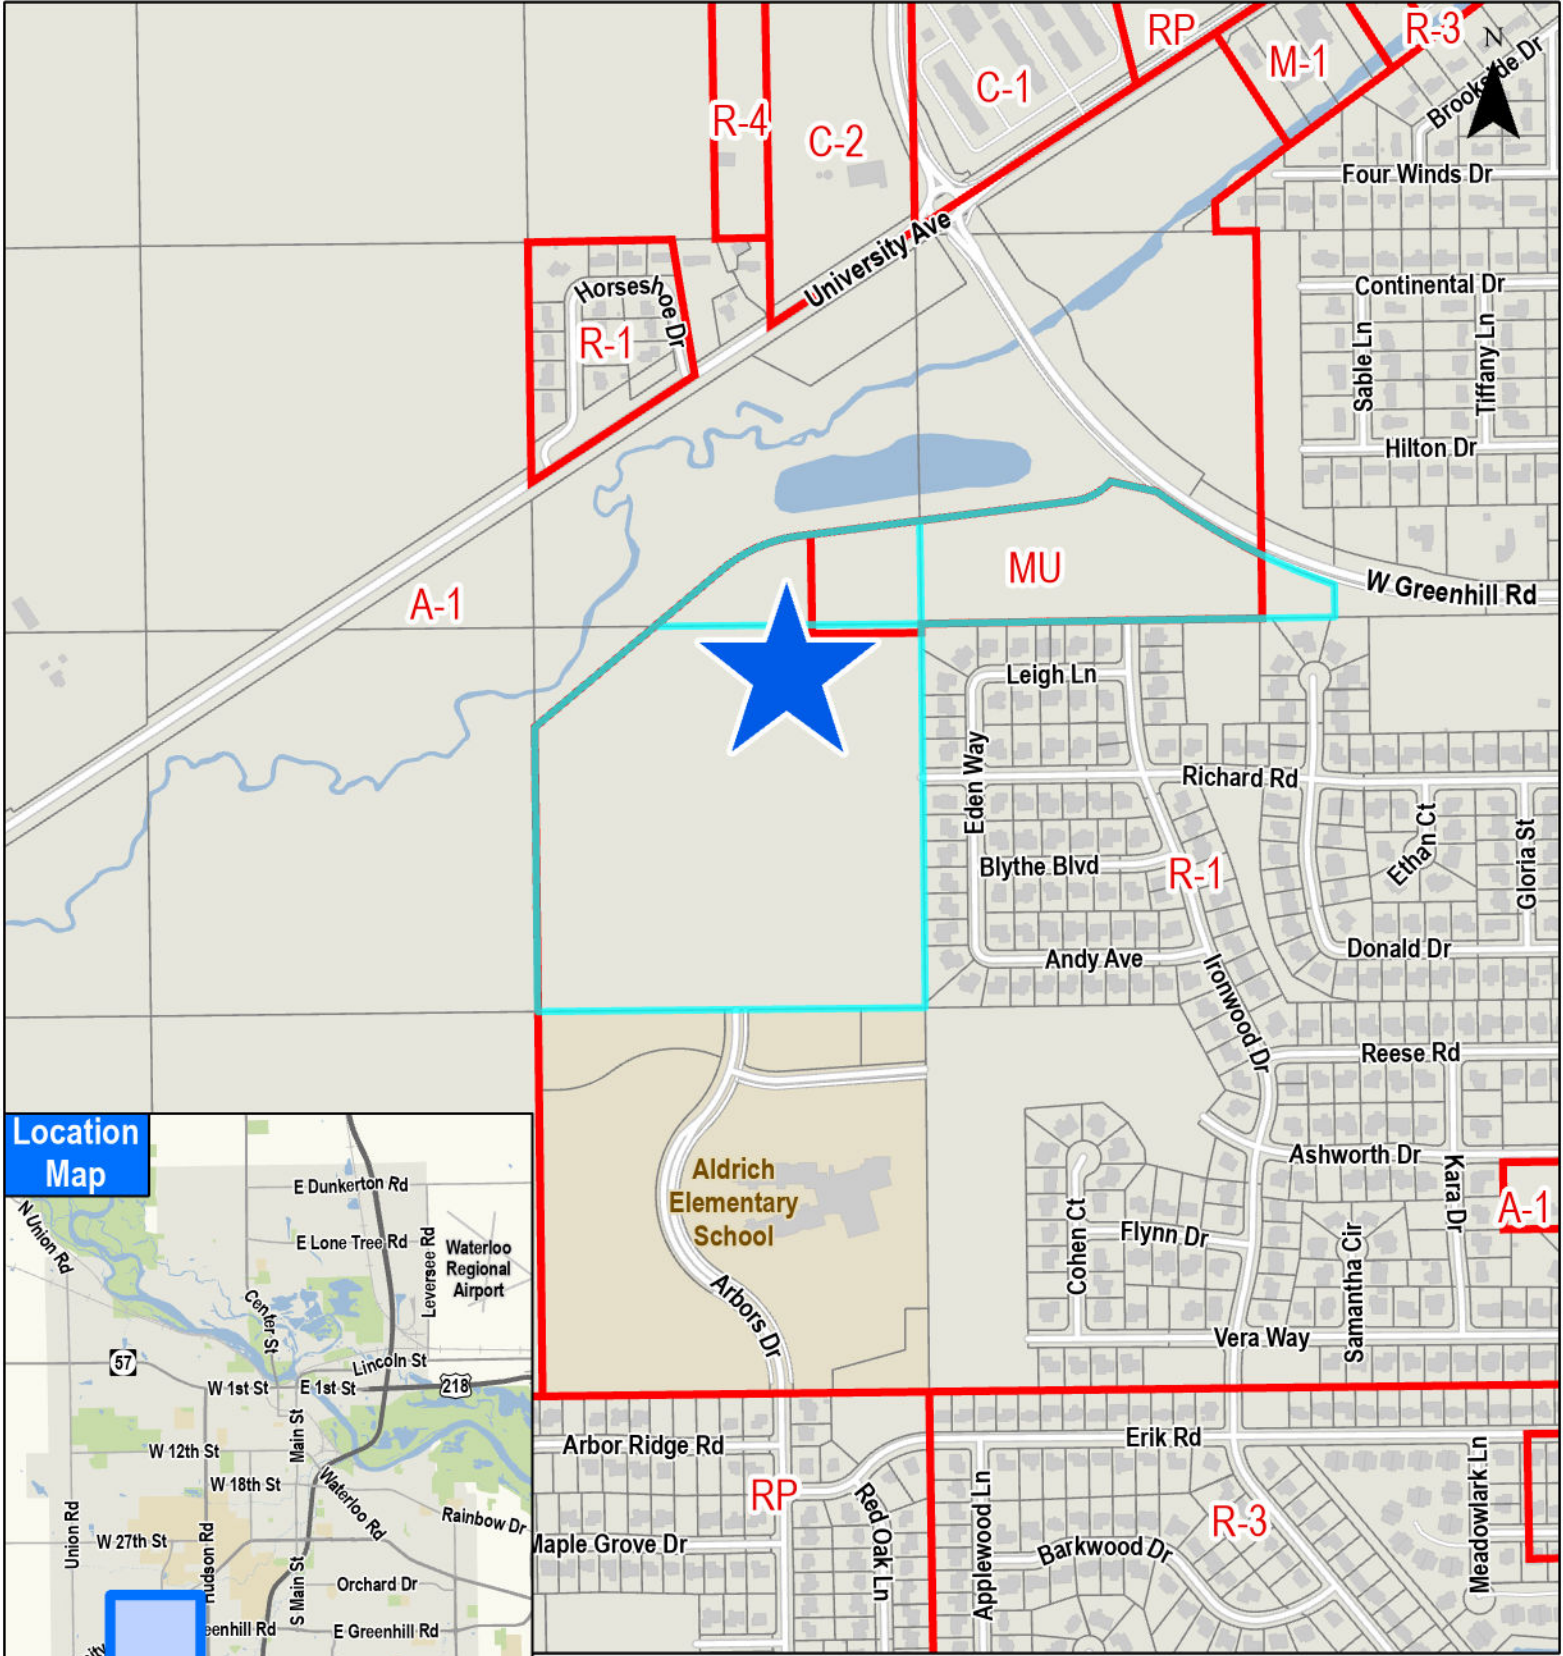 RP
R-3
N
M-1
Brookside Dr
C-1
R-4
C-2
Four Winds Dr
University Ave
Horseshoe Dr
R-1
Continental Dr
Sable Ln
Tiffany Ln
Hilton Dr
MU
A-1
W Greenhill Rd
Leigh Ln
Eden Way
Richard Rd
Blythe Blvd
R-1
Ethan Ct
Gloria St
Andy Ave
Donald Dr
Ironwood Dr
Reese Rd
Aldrich
Elementary
School
Arbors Dr
Ashworth Dr
Kara Dr
A-1
Cohen Ct
Flynn Dr
Samantha Cir
Vera Way
Arbor Ridge Rd
Erik Rd
RP
Red Oak Ln
Applewood Ln
R-3
Meadowlark Ln
Maple Grove Dr
Barkwood Dr
Location
Map
E Dunkerton Rd
N Union Rd
E Lone Tree Rd
Leversee Rd
Waterloo
Regional
Airport
Center St
57
Lincoln St
W 1st St
E 1st St
218
Main St
W 12th St
W 18th St
Waterloo Rd
Rainbow Dr
Union Rd
W 27th St
Hudson Rd
S Main St
Orchard Dr
eenhill Rd
E Greenhill Rd